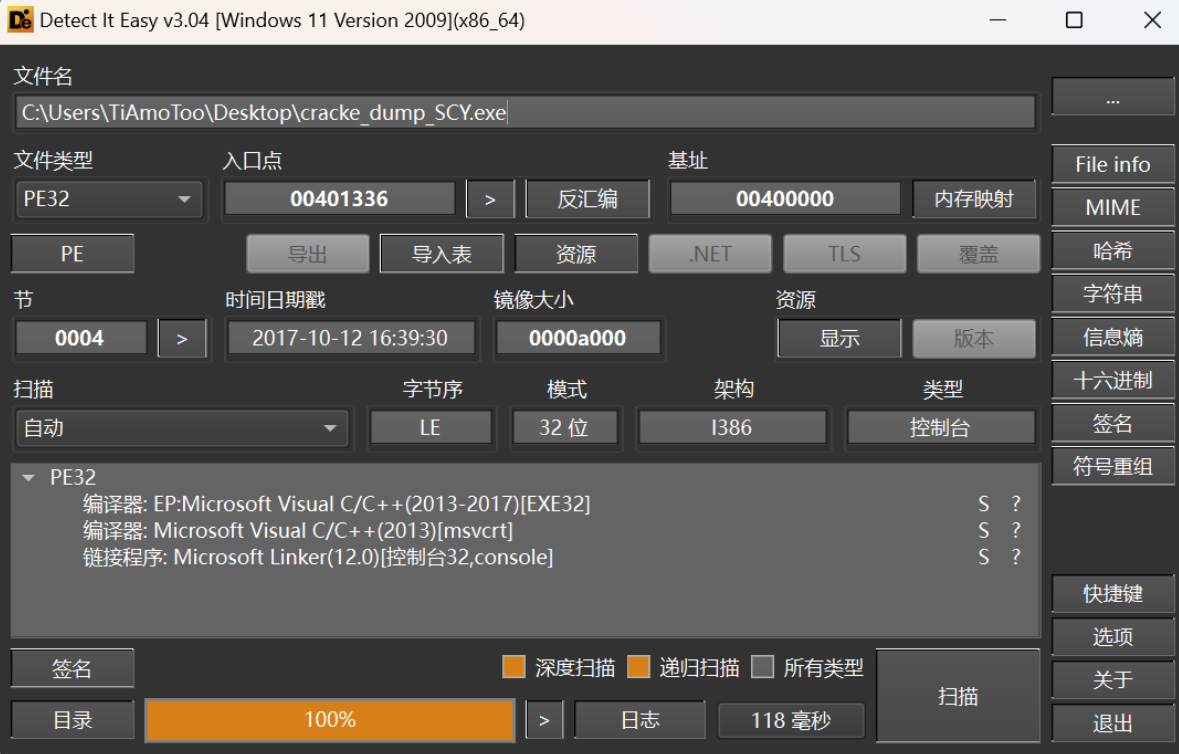 Detect It Easy v3.04 [Windows 11 Version 2009](x86_64)
文件名
C:\Users\TiAmoToo\Desktop\cracke_dump_SCY.exe
...
文件类型 入口点 基址
File info
PE32 00401336 > 反汇编 00400000 内存映射
MIME
PE 导出 导入表 资源 .NET TLS 覆盖
哈希
节 时间日期戳 镜像大小 资源
字符串
0004 > 2017-10-12 16:39:30 0000a000 显示 版本
信息熵
扫描 字节序 模式 架构 类型
十六进制
自动 LE 32 位 I386 控制台
签名
符号重组
PE32
编译器: EP:Microsoft Visual C/C++(2013-2017)[EXE32] S ?
编译器: Microsoft Visual C/C++(2013)[msvcrt] S ?
链接程序: Microsoft Linker(12.0)[控制台32,console] S ?
快捷键
选项
签名 深度扫描 递归扫描 所有类型 扫描
关于
目录 100% > 日志 118 毫秒
退出